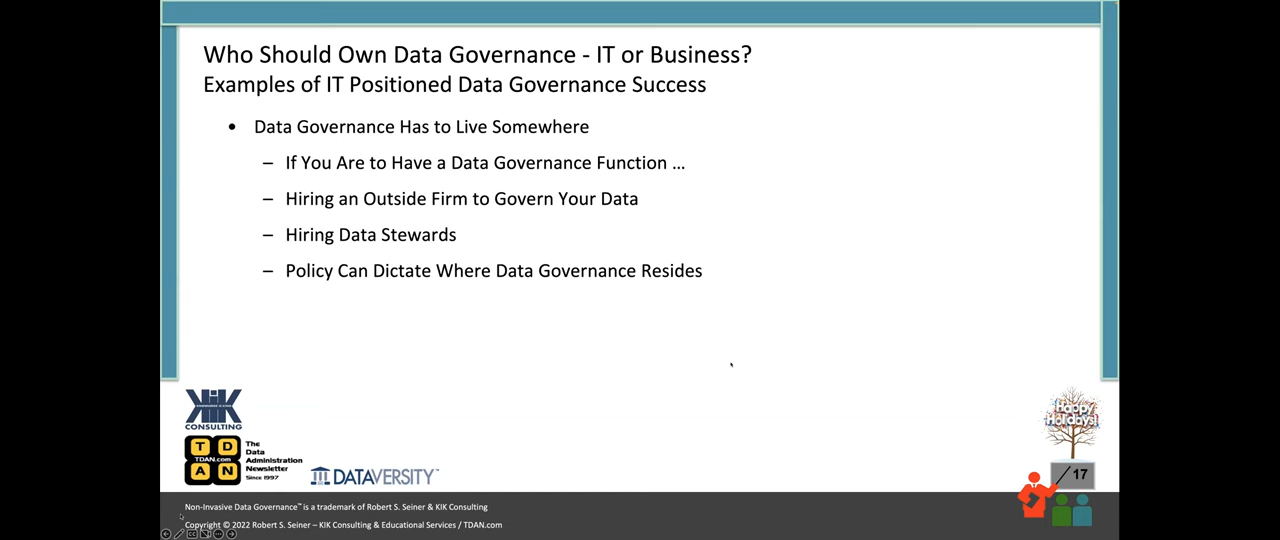 Who Should Own Data Governance - IT or Business?
Examples of IT Positioned Data Governance Success
• Data Governance Has to Live Somewhere
– If You Are to Have a Data Governance Function ...
– Hiring an Outside Firm to Govern Your Data
– Hiring Data Stewards
– Policy Can Dictate Where Data Governance Resides
KIK
CONSULTING
T D
TDAN.com
A N
The
Data
Administration
Newsletter
Since 1997
DATAVERSITY™
Happy
Holidays!
17
Non-Invasive Data Governance™ is a trademark of Robert S. Seiner & KIK Consulting
Copyright © 2022 Robert S. Seiner – KIK Consulting & Educational Services / TDAN.com